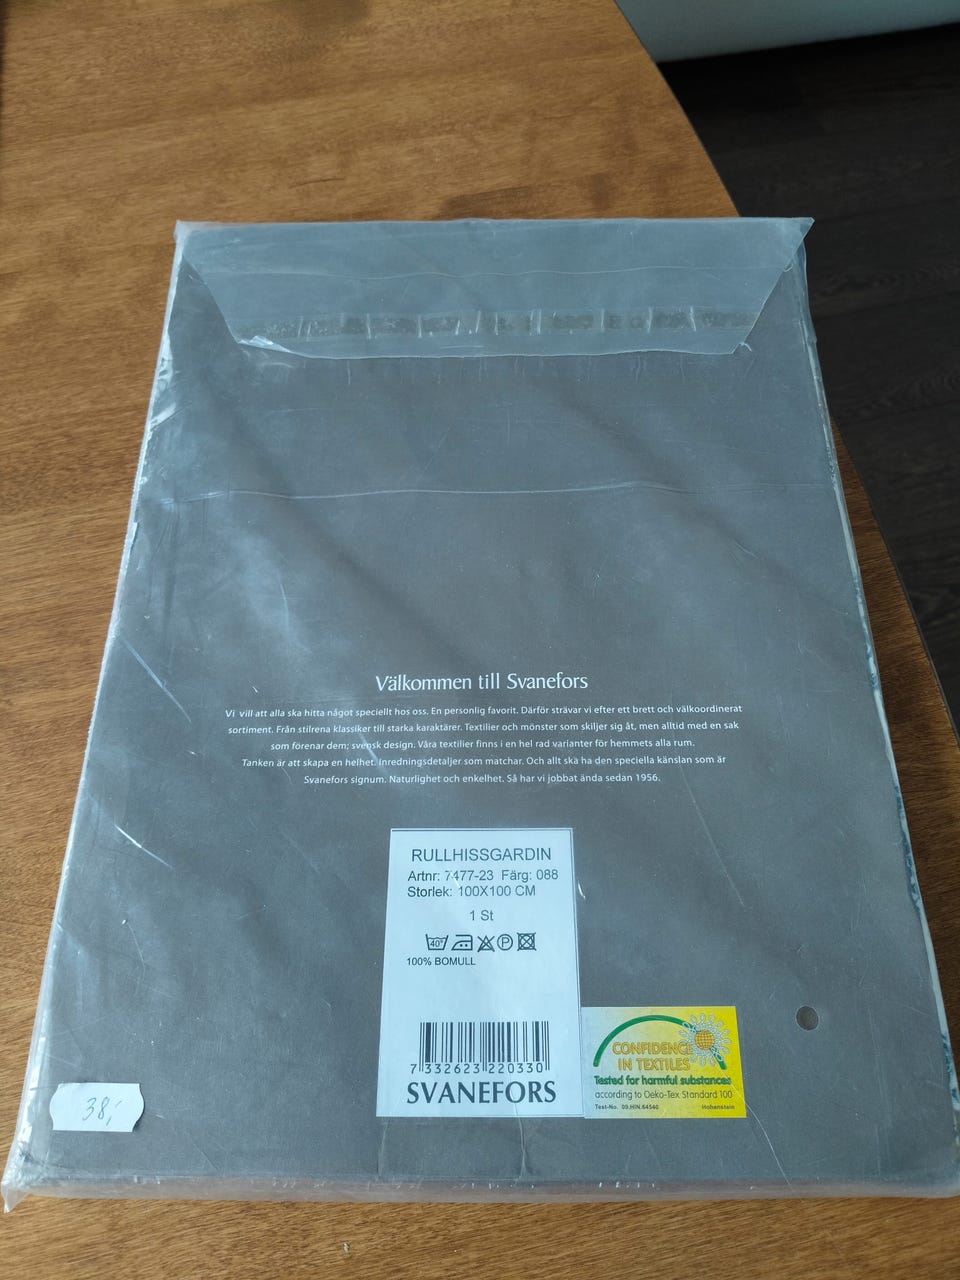 Välkommen till Svanefors
Vi vill att alla ska hitta något speciellt hos oss. En personlig favorit. Därför strävar vi efter ett brett och välkoordinerat
sortiment. Från stilrena klassiker till starka karaktärer. Textilier och mönster som skiljer sig åt, men alltid med en sak
som förenar dem; svensk design. Våra textilier finns i en hel rad varianter för hemmets alla rum.
Tanken är att skapa en helhet. Inredningsdetaljer som matchar. Och allt ska ha den speciella känslan som är
Svanefors signum. Naturlighet och enkelhet. Så har vi jobbat ända sedan 1956.
RULLHISSGARDIN
Artnr: 7477-23 Färg: 088
Storlek: 100X100 CM
1 St
40° P
100% BOMULL
7 332623 220330
SVANEFORS
CONFIDENCE
IN TEXTILES
Tested for harmful substances
according to Oeko-Tex Standard 100
Test-No. 09.HIN.64540 Hohenstein
38,-